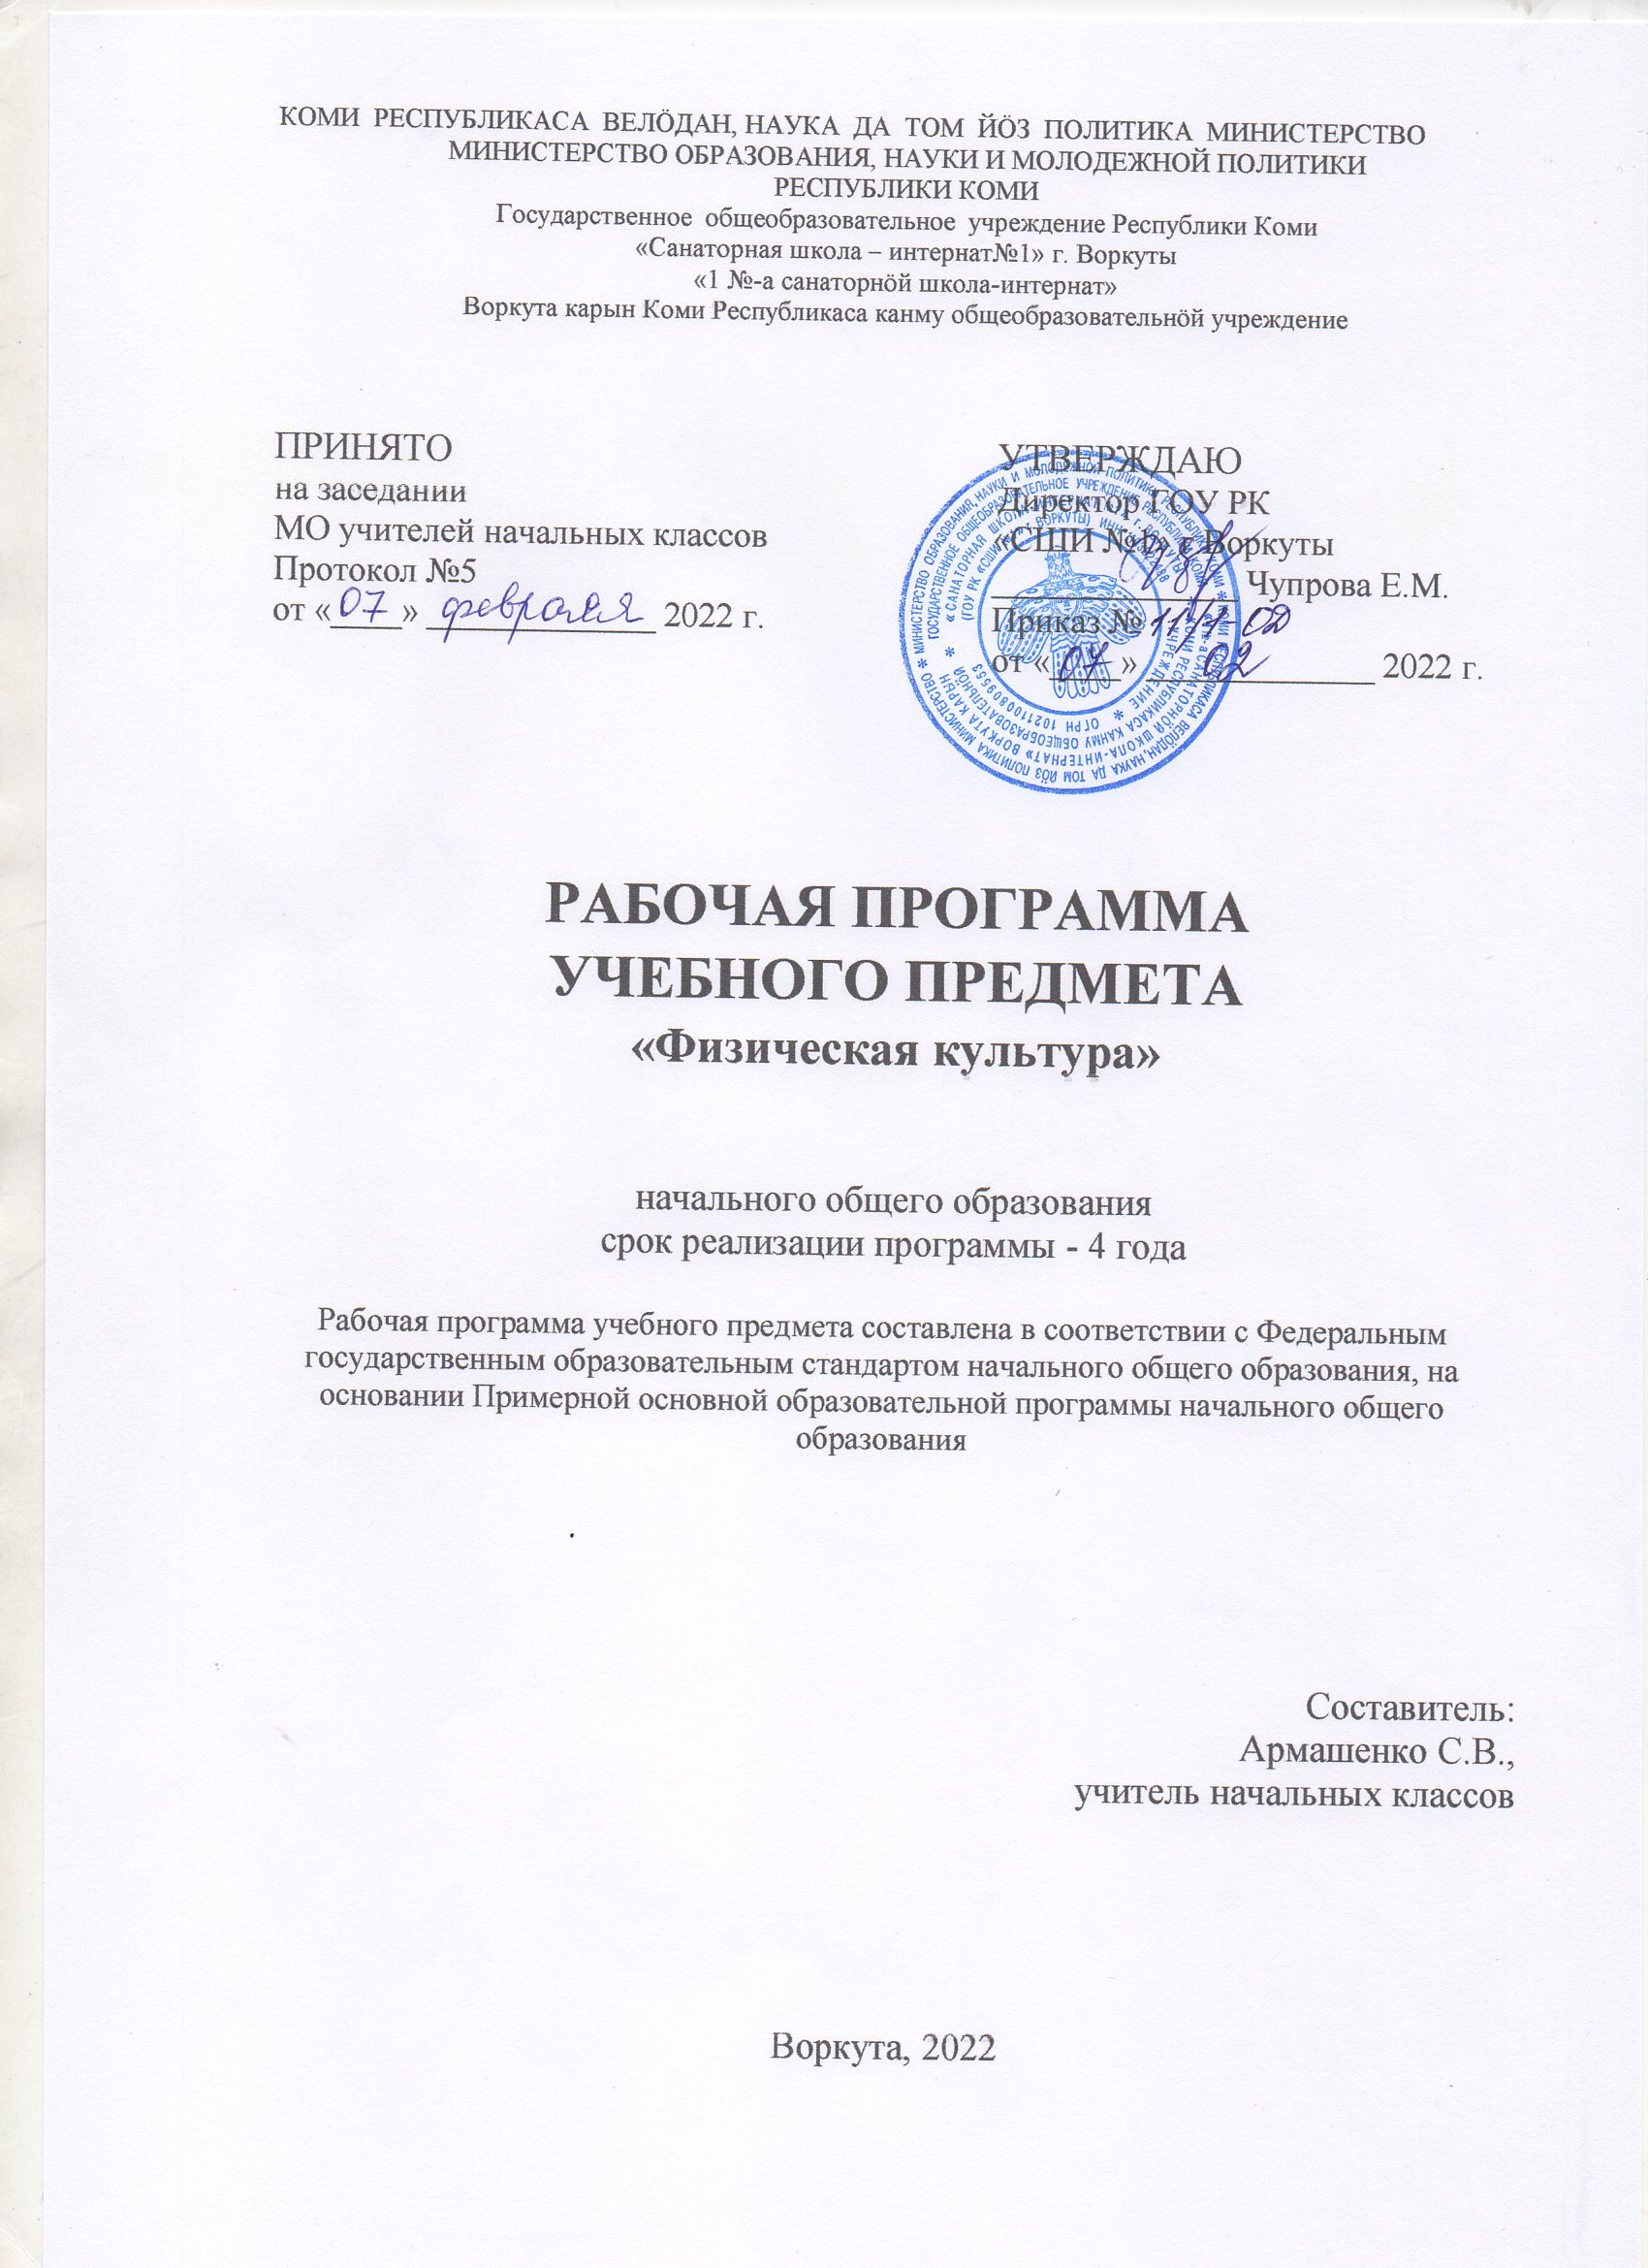 КОМИ РЕСПУБЛИКАСА ВЕЛӦДАН, НАУКА ДА ТОМ ЙӦЗ ПОЛИТИКА МИНИСТЕРСТВО
МИНИСТЕРСТВО ОБРАЗОВАНИЯ, НАУКИ И МОЛОДЕЖНОЙ ПОЛИТИКИ
РЕСПУБЛИКИ КОМИ
Государственное общеобразовательное учреждение Республики Коми
«Санаторная школа – интернат№1» г. Воркуты
«1 №-а санаторнӧй школа-интернат»
Воркута карын Коми Республикаса канму общеобразовательнӧй учреждение
ПРИНЯТО
на заседании
МО учителей начальных классов
Протокол №5
от «07» февраля 2022 г.
УТВЕРЖДАЮ
Директор ГОУ РК
«СШИ №1» г Воркуты
Чупрова Е.М.
Приказ №
от «07» 02 2022 г.
РАБОЧАЯ ПРОГРАММА
УЧЕБНОГО ПРЕДМЕТА
«Физическая культура»
начального общего образования
срок реализации программы - 4 года
Рабочая программа учебного предмета составлена в соответствии с Федеральным
государственным образовательным стандартом начального общего образования, на
основании Примерной основной образовательной программы начального общего
образования
Составитель:
Армашенко С.В.,
учитель начальных классов
Воркута, 2022